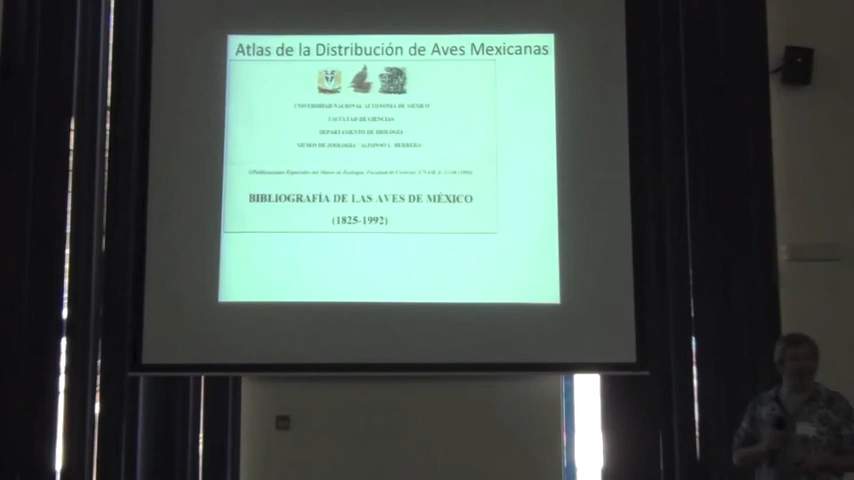 Atlas de la Distribución de Aves Mexicanas
UNIVERSIDAD NACIONAL AUTONOMA DE MÉXICO
FACULTAD DE CIENCIAS
DEPARTAMENTO DE BIOLOGIA
MUSEO DE ZOOLOGIA "ALFONSO L. HERRERA"
BIBLIOGRAFÍA DE LAS AVES DE MÉXICO
(1825-1992)